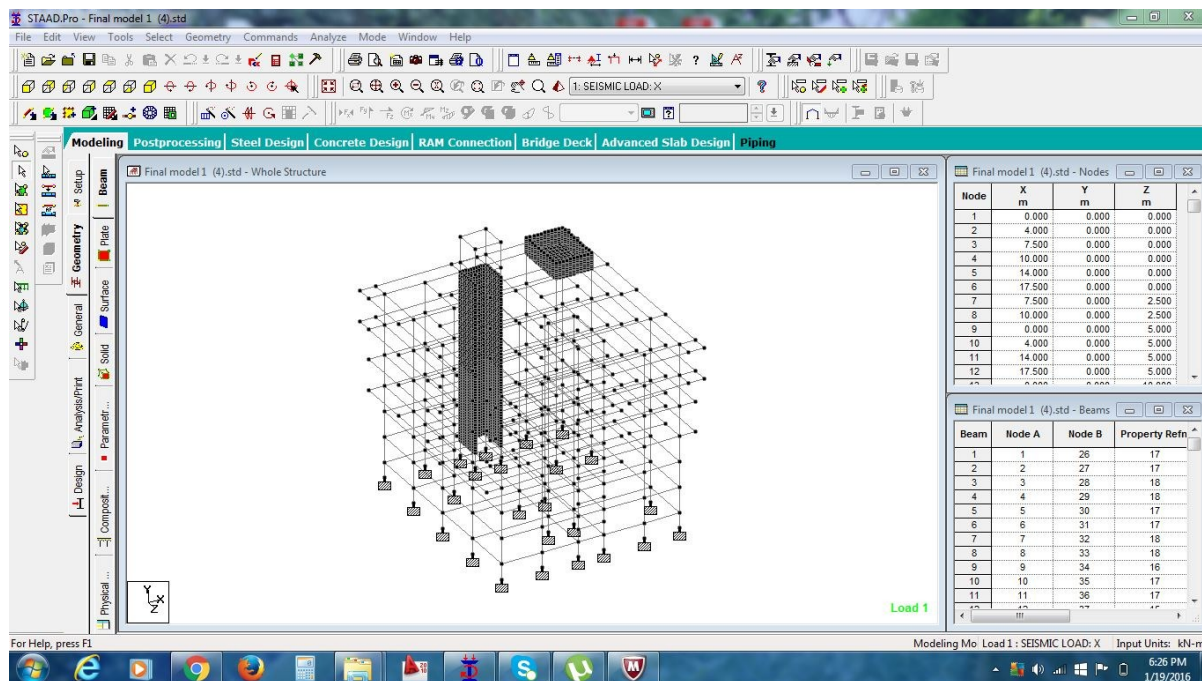 STAAD.Pro - Final model 1 (4).std
File Edit View Tools Select Geometry Commands Analyze Mode Window Help
1: SEISMIC LOAD: X
Modeling Postprocessing Steel Design Concrete Design RAM Connection Bridge Deck Advanced Slab Design Piping
Setup
Geometry
General
Analysis/Print
Design
Beam
Plate
Surface
Solid
Parametr...
Composit...
Physical ...
Final model 1 (4).std - Whole Structure
Y
X
Z
Load 1
Final model 1 (4).std - Nodes
Node X m Y m Z m
1 0.000 0.000 0.000
2 4.000 0.000 0.000
3 7.500 0.000 0.000
4 10.000 0.000 0.000
5 14.000 0.000 0.000
6 17.500 0.000 0.000
7 7.500 0.000 2.500
8 10.000 0.000 2.500
9 0.000 0.000 5.000
10 4.000 0.000 5.000
11 14.000 0.000 5.000
12 17.500 0.000 5.000
Final model 1 (4).std - Beams
Beam Node A Node B Property Refn
1 1 26 17
2 2 27 17
3 3 28 18
4 4 29 18
5 5 30 17
6 6 31 17
7 7 32 18
8 8 33 18
9 9 34 16
10 10 35 17
11 11 36 17
For Help, press F1
Modeling Mo Load 1 : SEISMIC LOAD: X Input Units: kN-m
6:26 PM
1/19/2016